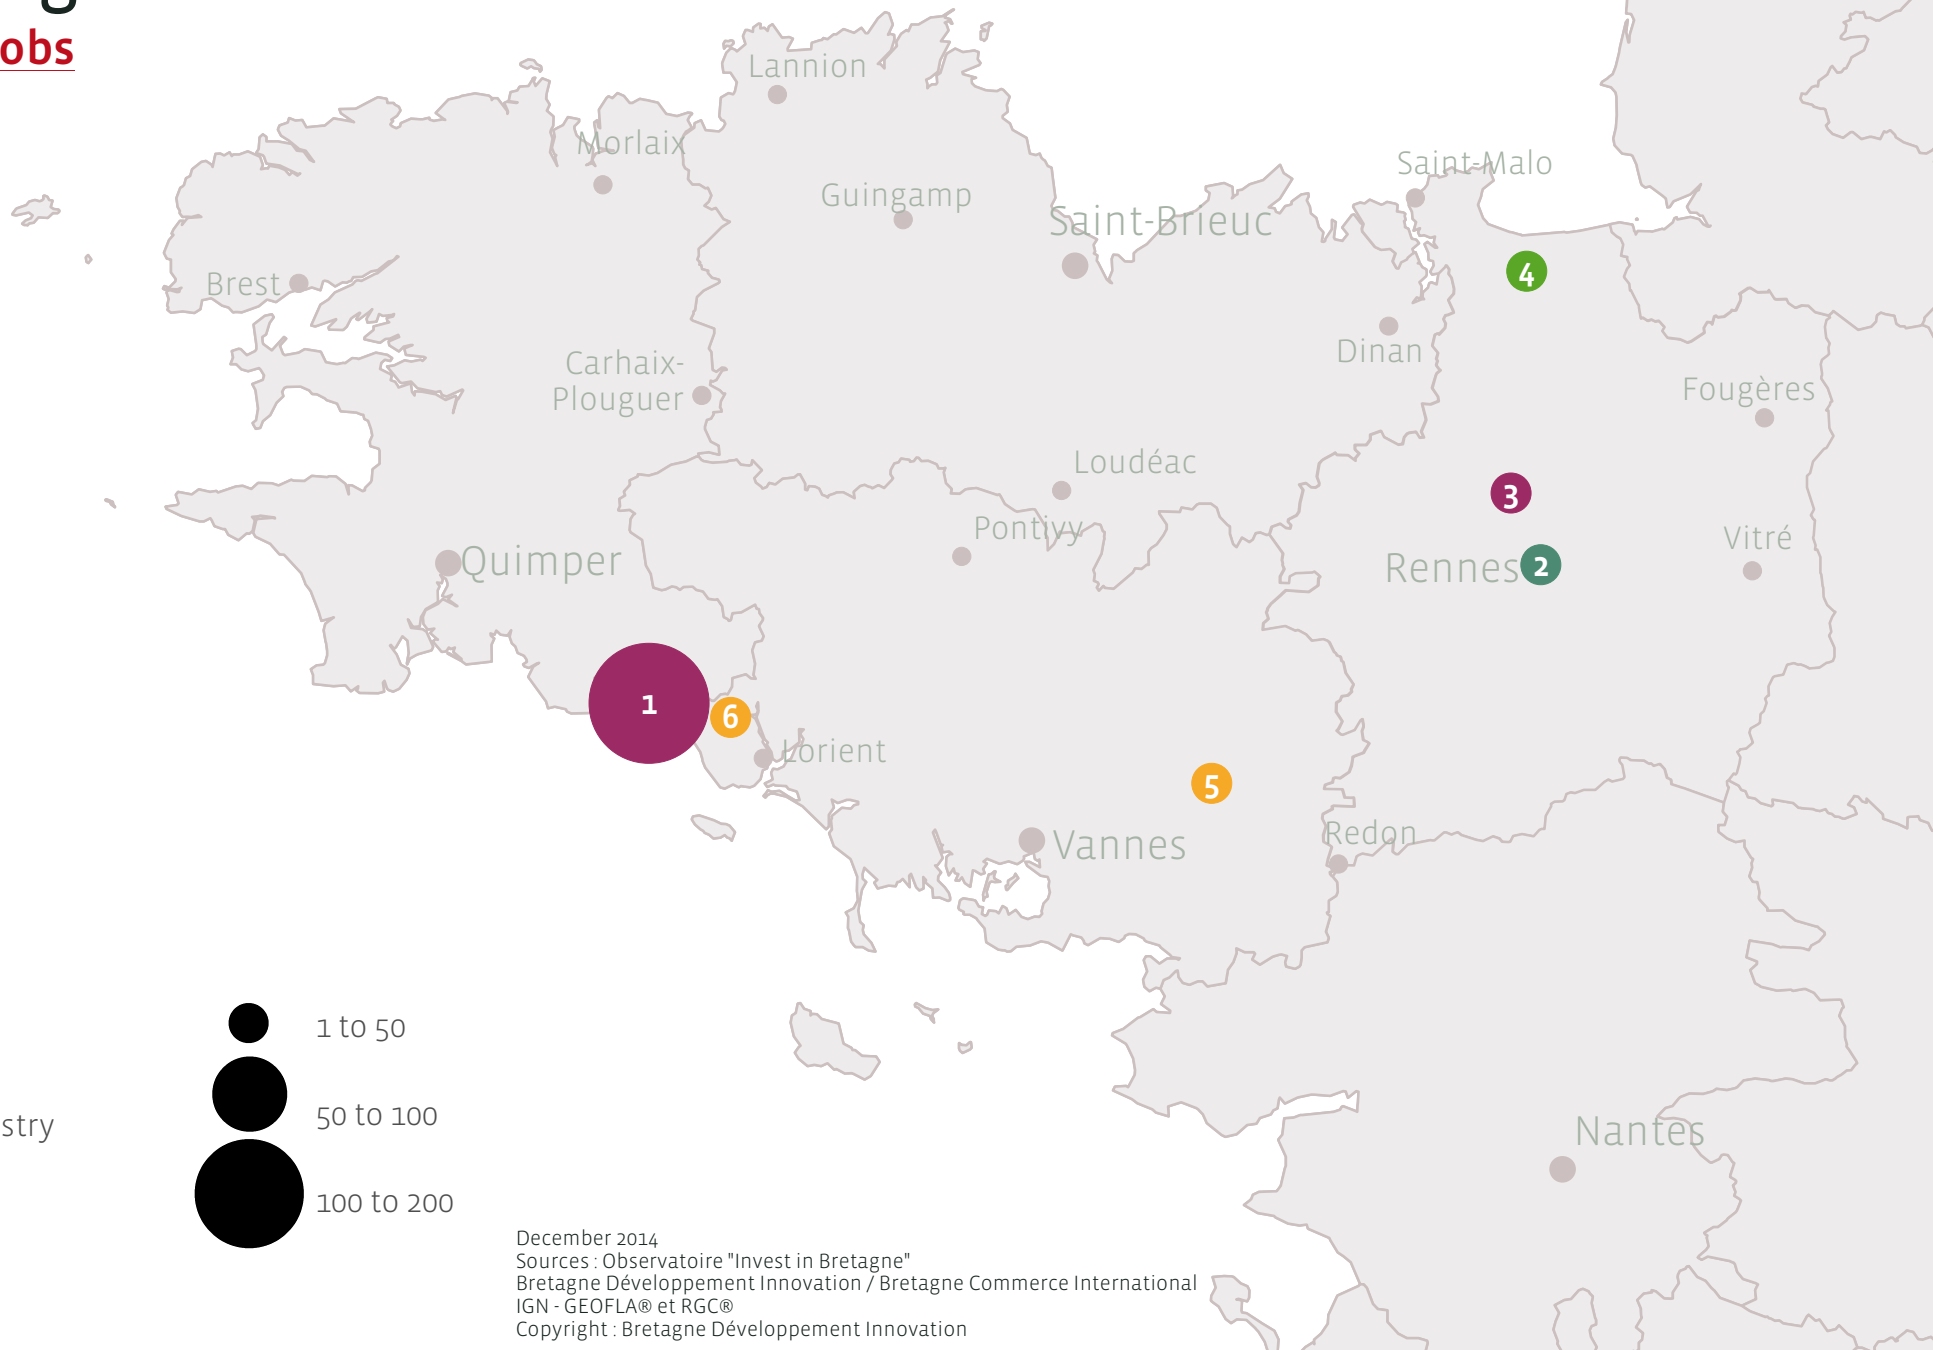 g
obs
Lannion
Morlaix
Guingamp
Saint-Malo
Saint-Brieuc
4
Brest
Dinan
Carhaix-
Plouguer
Fougères
Loudéac
3
Pontivy
Vitré
Quimper
Rennes
2
1
6
Lorient
5
Vannes
Redon
1 to 50
50 to 100
stry
Nantes
100 to 200
December 2014
Sources : Observatoire "Invest in Bretagne"
Bretagne Développement Innovation / Bretagne Commerce International
IGN - GEOFLA® et RGC®
Copyright : Bretagne Développement Innovation